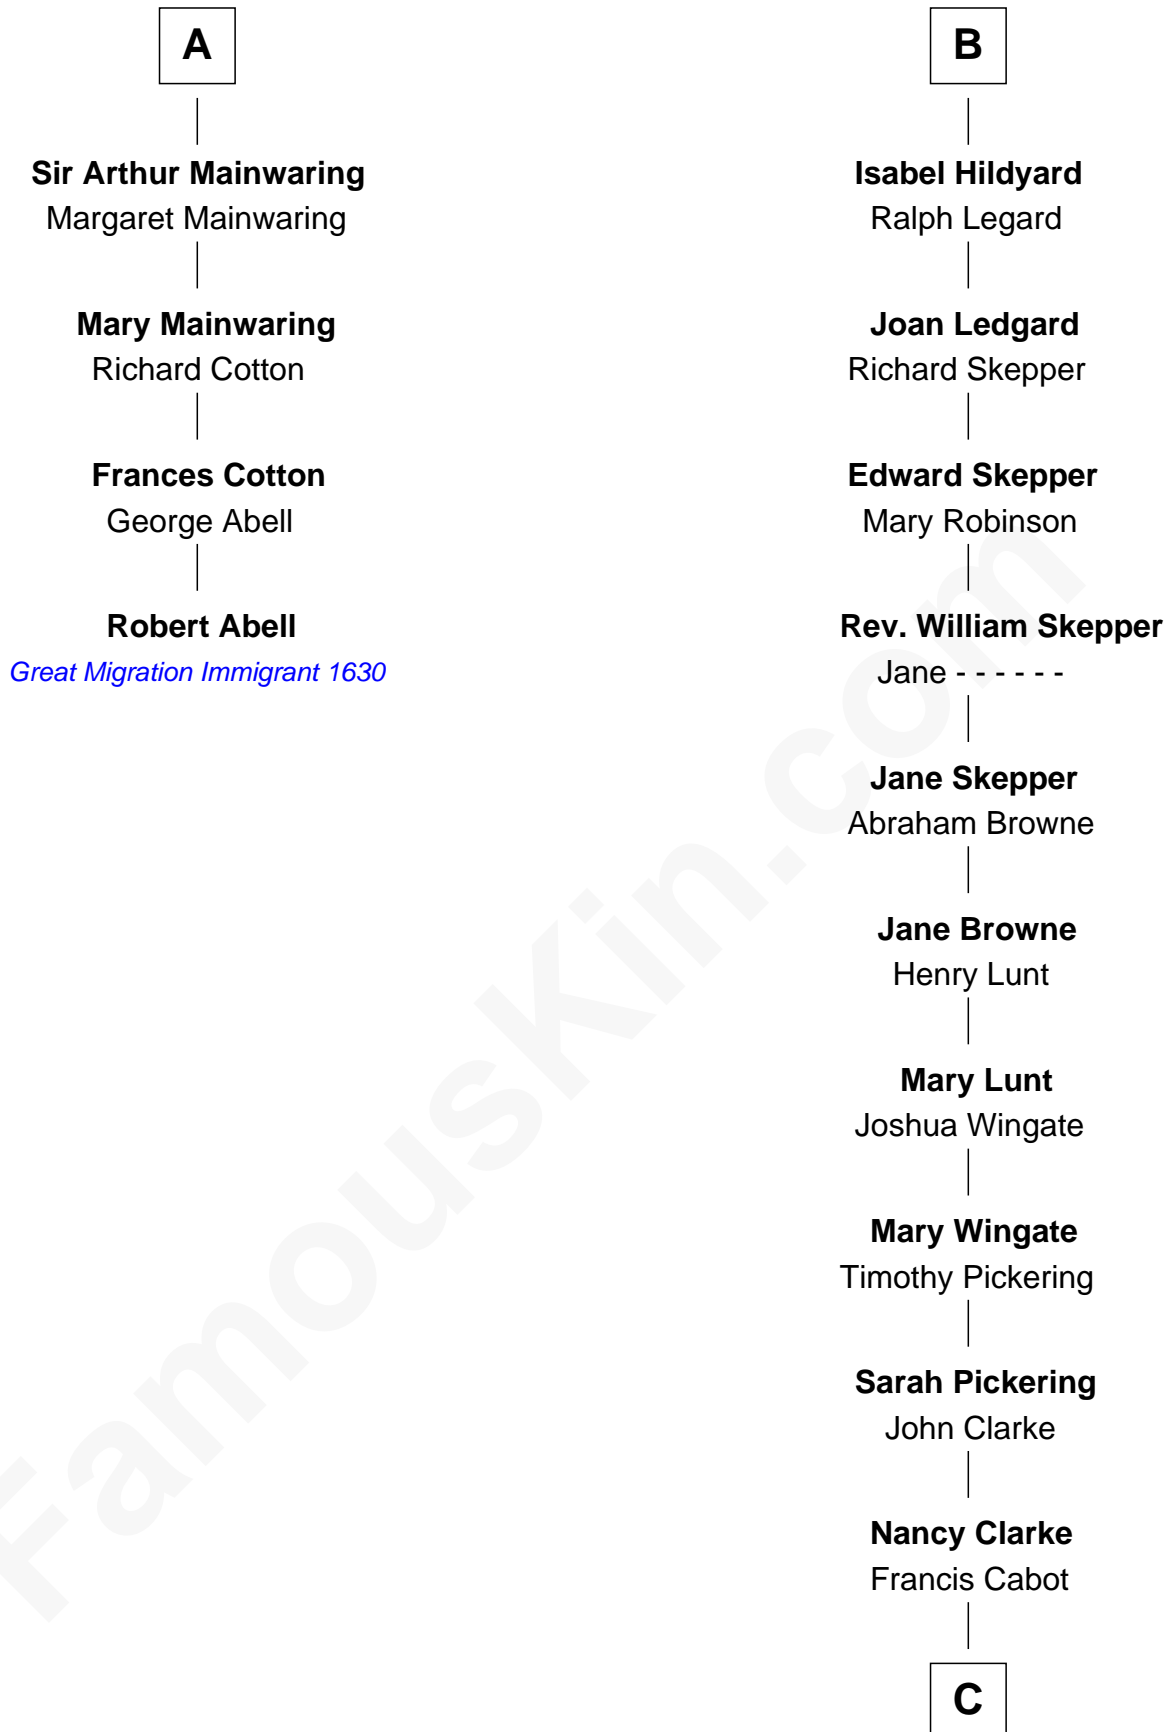 A
Sir Arthur Mainwaring
Margaret Mainwaring
Mary Mainwaring
Richard Cotton
Frances Cotton
George Abell
Robert Abell
Great Migration Immigrant 1630
B
Isabel Hildyard
Ralph Legard
Joan Ledgard
Richard Skepper
Edward Skepper
Mary Robinson
Rev. William Skepper
Jane - - - - - -
Jane Skepper
Abraham Browne
Jane Browne
Henry Lunt
Mary Lunt
Joshua Wingate
Mary Wingate
Timothy Pickering
Sarah Pickering
John Clarke
Nancy Clarke
Francis Cabot
C
FamousKin.com